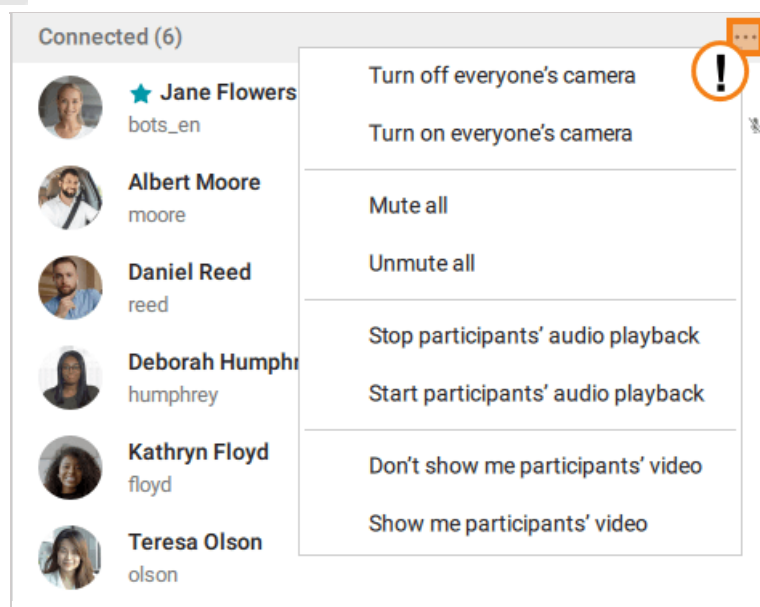 Connected (6)
...
!
Jane Flowers
bots_en
Turn off everyone's camera
Turn on everyone's camera
Albert Moore
moore
Mute all
Daniel Reed
reed
Unmute all
Stop participants' audio playback
Deborah Humphr
humphrey
Start participants' audio playback
Kathryn Floyd
floyd
Don't show me participants' video
Show me participants' video
Teresa Olson
olson